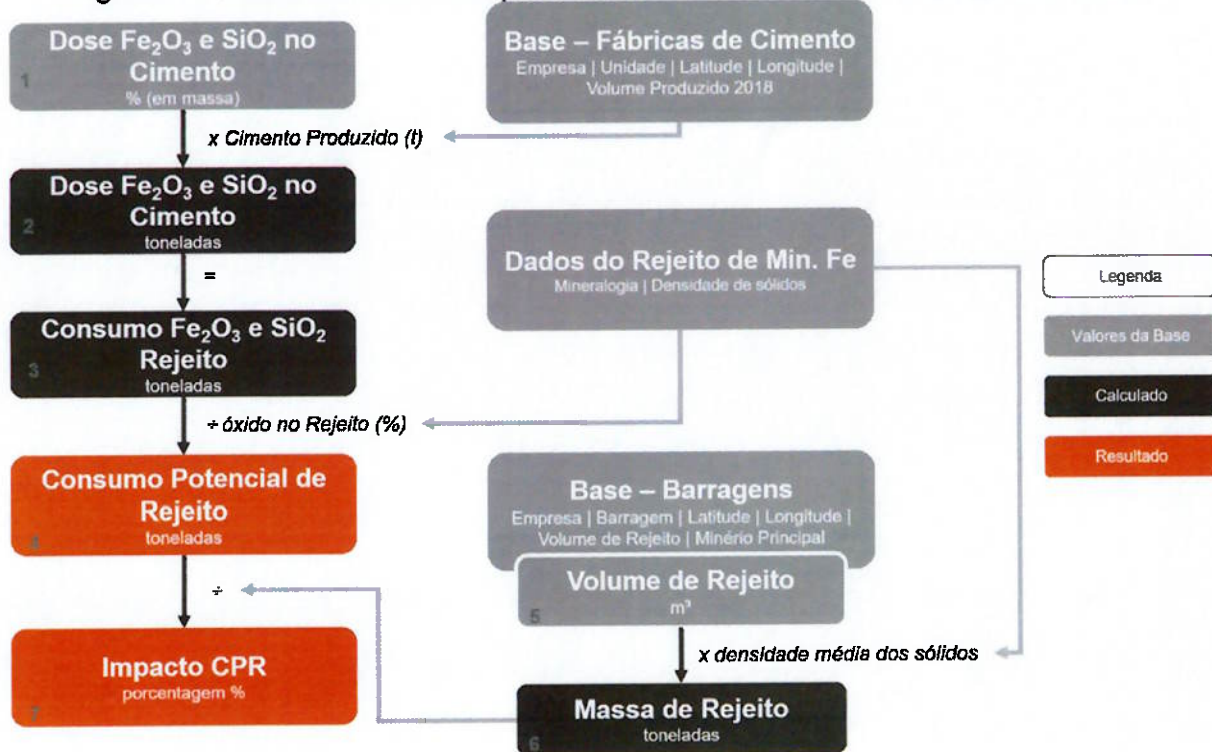 Dose Fe₂O₃ e SiO₂ no
Cimento
% (em massa)
1
x Cimento Produzido (t)
Dose Fe₂O₃ e SiO₂ no
Cimento
toneladas
2
=
Consumo Fe₂O₃ e SiO₂
Rejeito
toneladas
3
÷ óxido no Rejeito (%)
Consumo Potencial de
Rejeito
toneladas
4
÷
Impacto CPR
porcentagem %
7
Base – Fábricas de Cimento
Empresa | Unidade | Latitude | Longitude |
Volume Produzido 2018
Dados do Rejeito de Min. Fe
Mineralogia | Densidade de sólidos
Base – Barragens
Empresa | Barragem | Latitude | Longitude |
Volume de Rejeito | Minério Principal
Volume de Rejeito
m³
5
x densidade média dos sólidos
Massa de Rejeito
toneladas
6
Legenda
Valores da Base
Calculado
Resultado